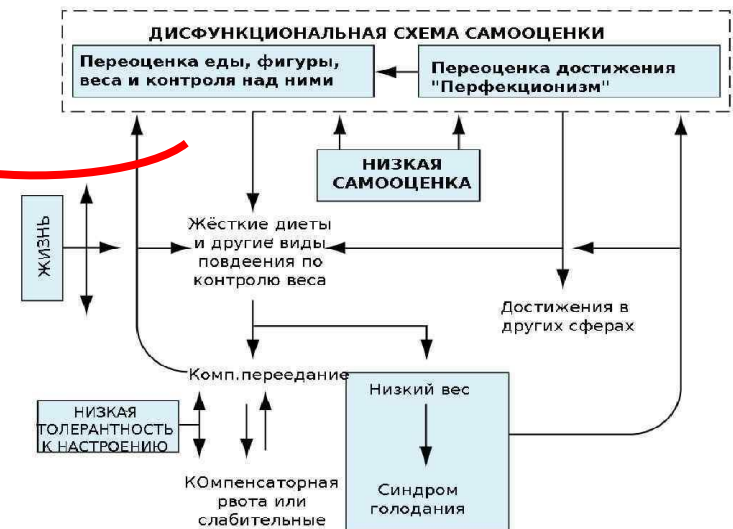 ДИСФУНКЦИОНАЛЬНАЯ СХЕМА САМООЦЕНКИ
Переоценка еды, фигуры,
веса и контроля над ними
Переоценка достижения
"Перфекционизм"
НИЗКАЯ
САМООЦЕНКА
ЖИЗНЬ
Жёсткие диеты
и другие виды
повдеения по
контролю веса
Достижения в
других сферах
Комп.переедание
Низкий вес
НИЗКАЯ
ТОЛЕРАНТНОСТЬ
К НАСТРОЕНИЮ
Синдром
голодания
КОмпенсаторная
рвота или
слабительные